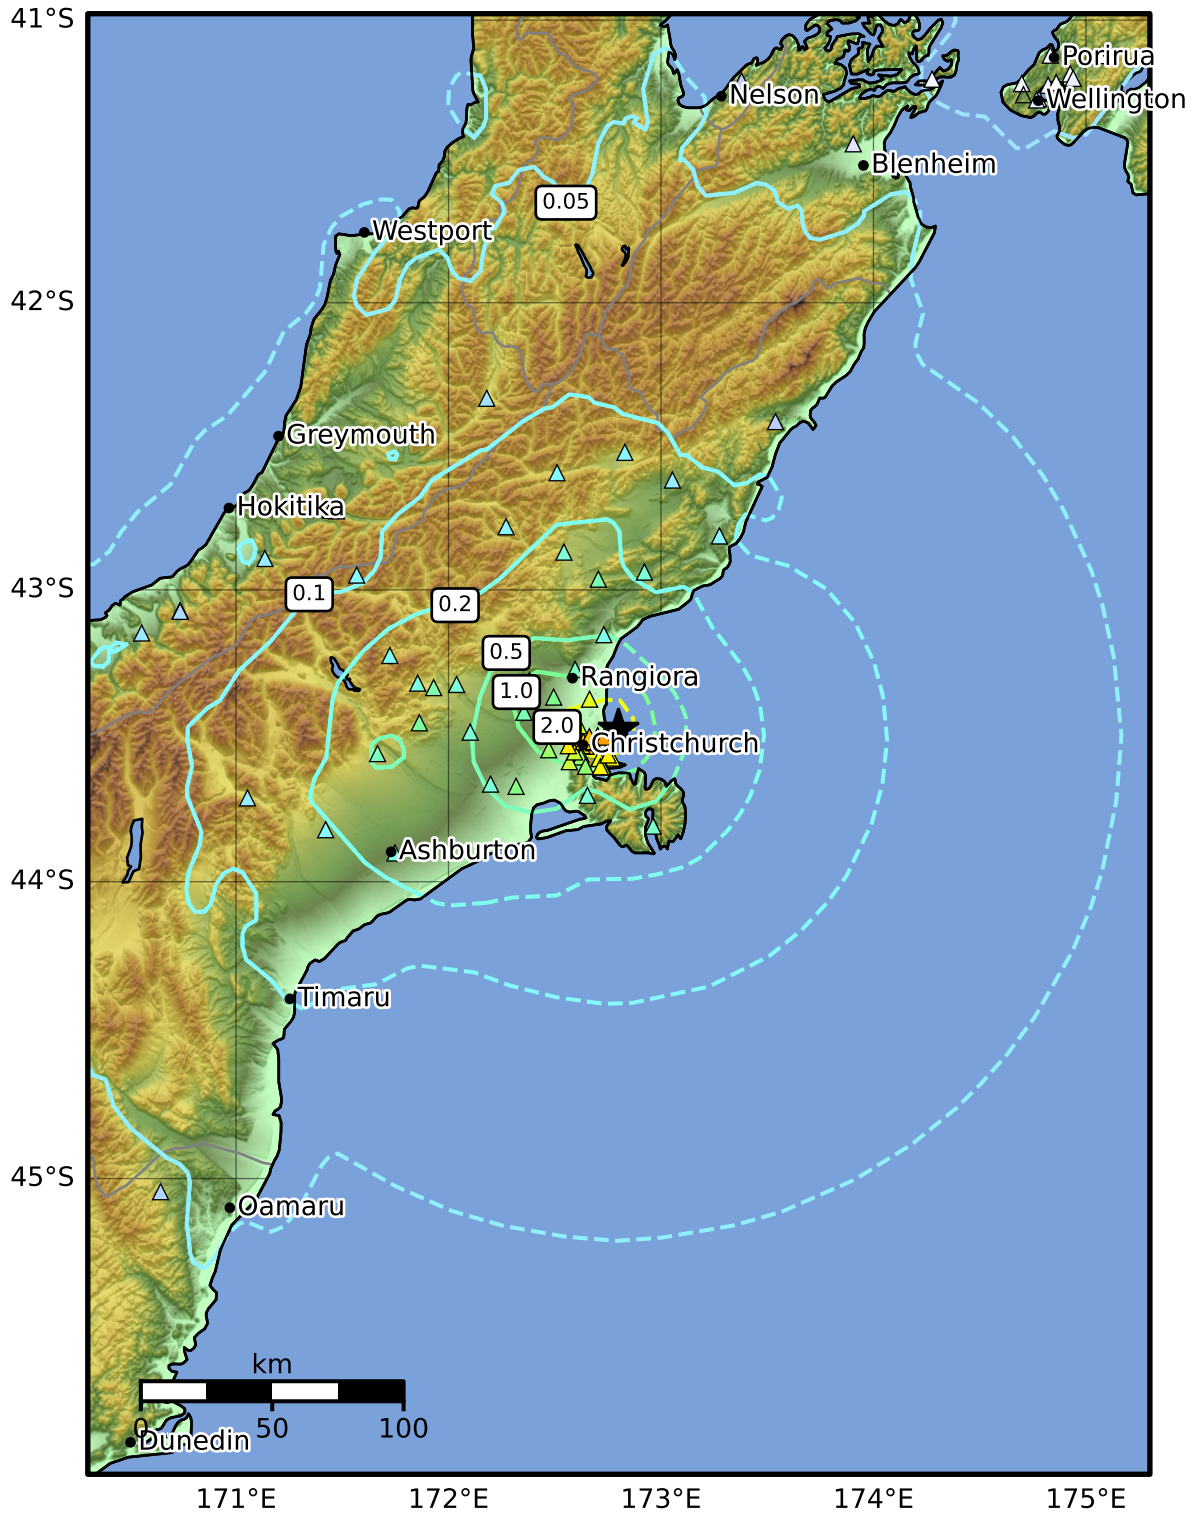 41°S
Porirua
Nelson
Wellington
Blenheim
0.05
Westport
42°S
Greymouth
Hokitika
43°S
0.1
0.2
0.5
Rangiora
1.0
2.0
Christchurch
Ashburton
44°S
Timaru
45°S
Oamaru
km
0 50 100
Dunedin
171°E 172°E 173°E 174°E 175°E